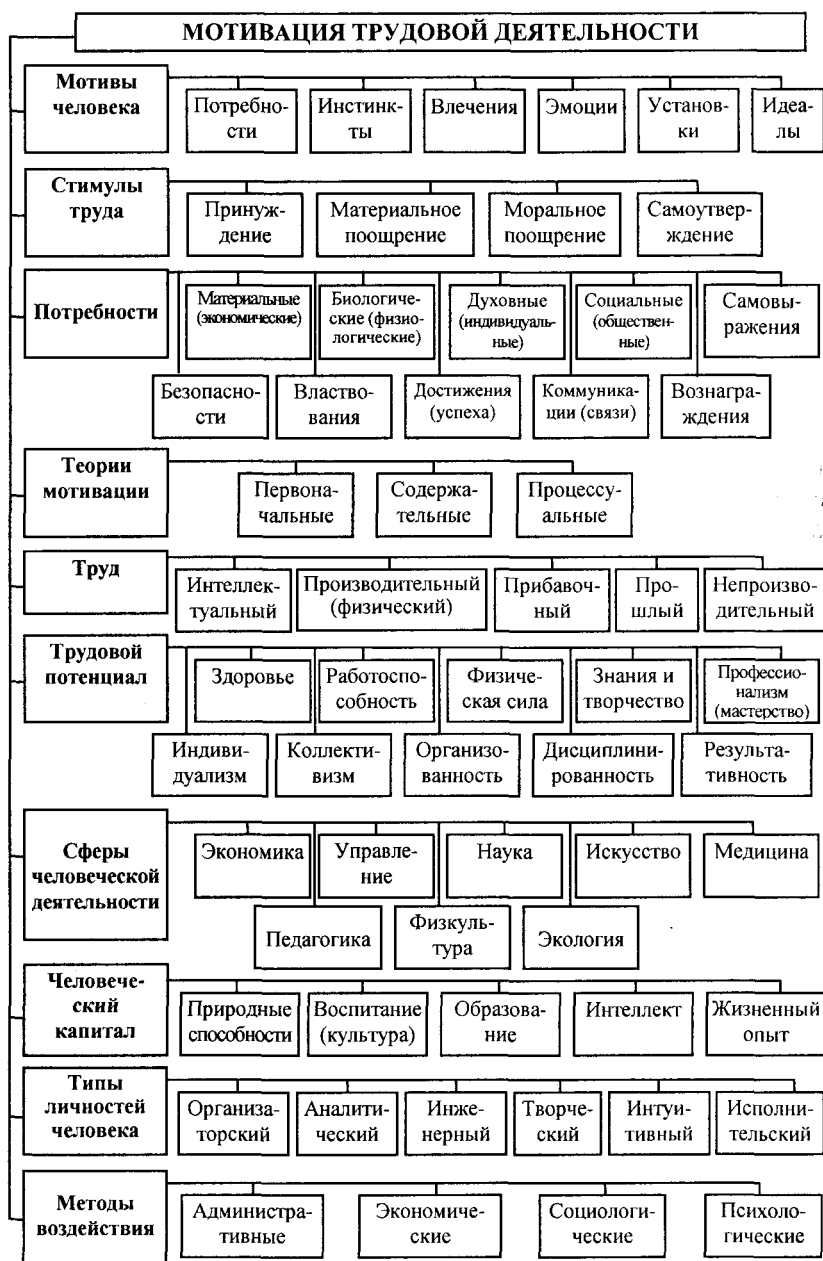 МОТИВАЦИЯ ТРУДОВОЙ ДЕЯТЕЛЬНОСТИ
Мотивы
человека
Потребно-
сти
Инстинк-
ты
Влечения
Эмоции
Установ-
ки
Идеа-
лы
Стимулы
труда
Принуж-
дение
Материальное
поощрение
Моральное
поощрение
Самоутвер-
ждение
Потребности
Материальные
(экономические)
Биологиче-
ские (физио-
логические)
Духовные
(индивидуаль-
ные)
Социальные
(обществен-
ные)
Самовы-
ражения
Безопасно-
сти
Властво-
вания
Достижения
(успеха)
Коммуника-
ции (связи)
Вознагра-
ждения
Теории
мотивации
Первона-
чальные
Содержа-
тельные
Процессу-
альные
Труд
Интеллек-
туальный
Производительный
(физический)
Прибавоч-
ный
Про-
шлый
Непроизво-
дительный
Трудовой
потенциал
Здоровье
Работоспо-
собность
Физиче-
ская сила
Знания и
творчество
Профессио-
нализм
(мастерство)
Индиви-
дуализм
Коллекти-
визм
Организо-
ванность
Дисциплини-
рованность
Результа-
тивность
Сферы
человеческой
деятельности
Экономика
Управле-
ние
Наука
Искусство
Медицина
Педагогика
Физкуль-
тура
Экология
Человече-
ский
капитал
Природные
способности
Воспитание
(культура)
Образова-
ние
Интеллект
Жизненный
опыт
Типы
личностей
человека
Организа-
торский
Аналити-
ческий
Инже-
нерный
Творче-
ский
Интуи-
тивный
Исполни-
тельский
Методы
воздействия
Административ-
ные
Экономиче-
ские
Социологи-
ческие
Психоло-
гические